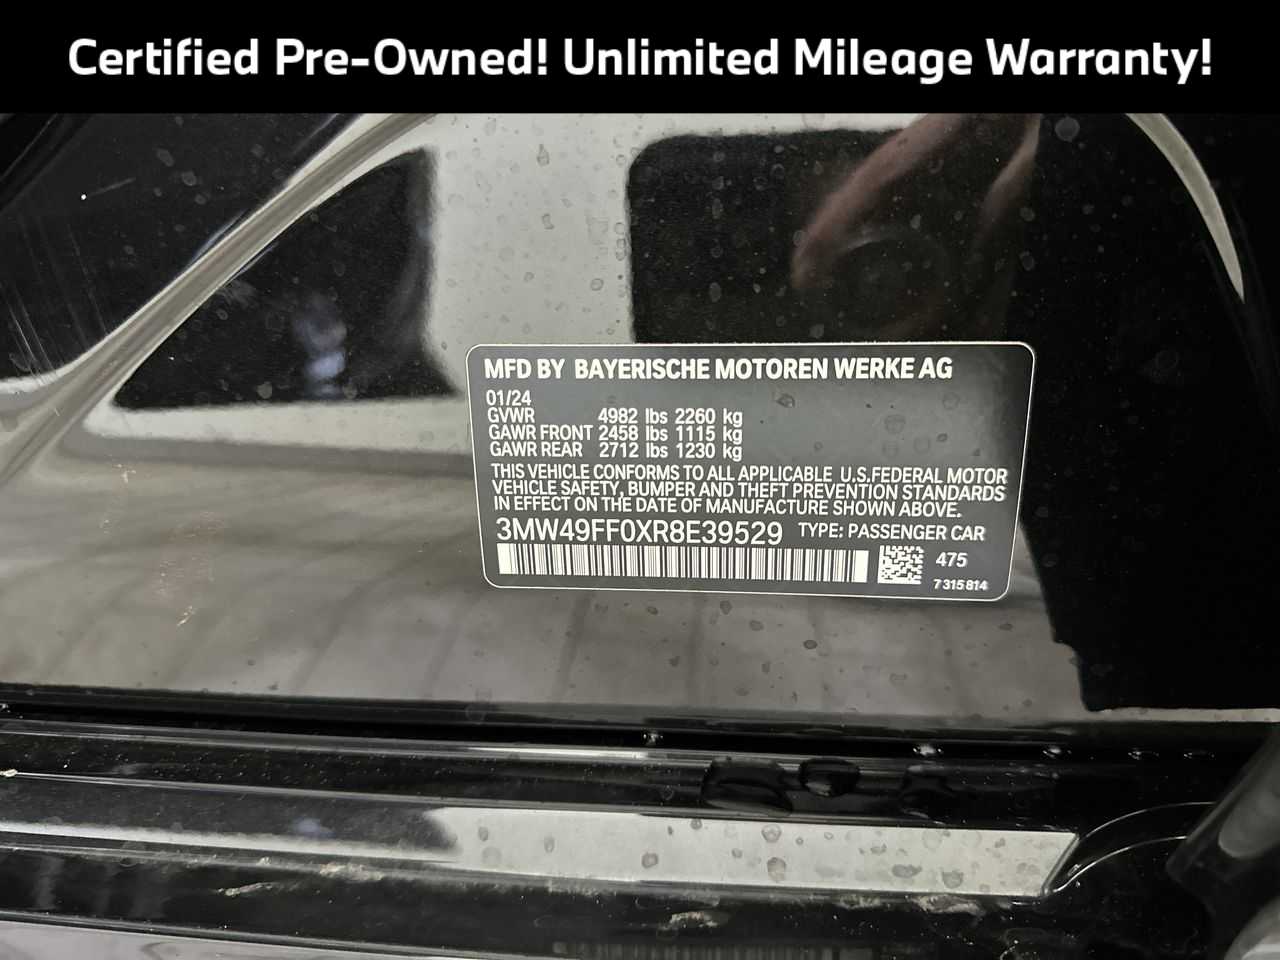 Certified Pre-Owned! Unlimited Mileage Warranty!
MFD BY BAYERISCHE MOTOREN WERKE AG
01/24
GVWR 4982 lbs 2260 kg
GAWR FRONT 2458 lbs 1115 kg
GAWR REAR 2712 lbs 1230 kg
THIS VEHICLE CONFORMS TO ALL APPLICABLE U.S.FEDERAL MOTOR
VEHICLE SAFETY, BUMPER AND THEFT PREVENTION STANDARDS
IN EFFECT ON THE DATE OF MANUFACTURE SHOWN ABOVE.
3MW49FF0XR8E39529 TYPE: PASSENGER CAR
475
7315814